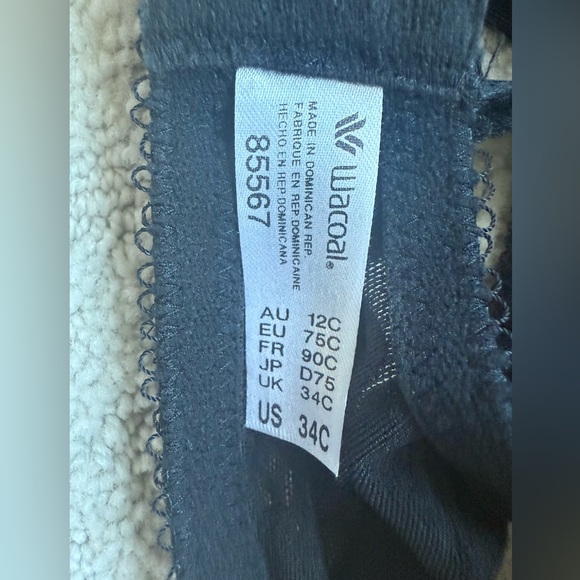 wacoal®
MADE IN DOMINICAN REP.
FABRIQUE EN REP. DOMINICAINE
HECHO EN REP. DOMINICANA
85567
AU 12C
EU 75C
FR 90C
JP D75
UK 34C
US 34C